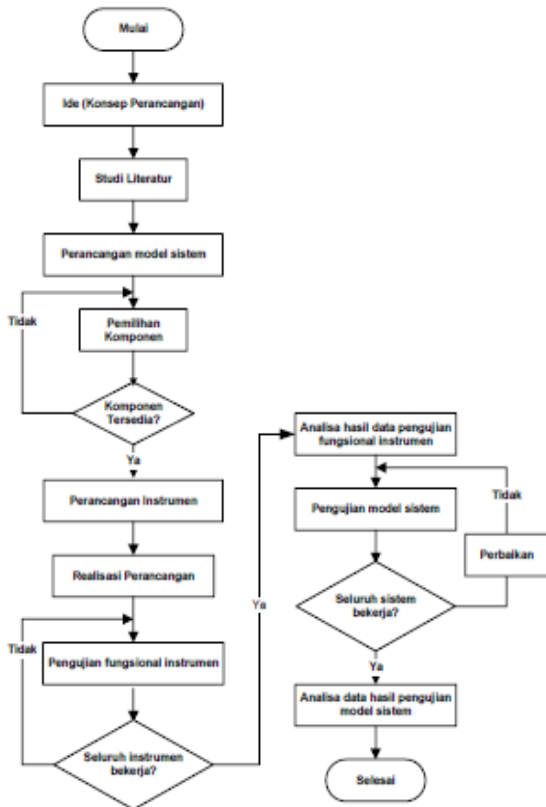 Mulai
Ide (Konsep Perancangan)
Studi Literatur
Perancangan model sistem
Tidak
Pemilihan
Komponen
Komponen
Tersedia?
Ya
Perancangan Instrumen
Realisasi Perancangan
Tidak
Pengujian fungsional instrumen
Seluruh instrumen
bekerja?
Ya
Analisa hasil data pengujian
fungsional instrumen
Tidak
Pengujian model sistem
Perbaikan
Seluruh sistem
bekerja?
Ya
Analisa data hasil pengujian
model sistem
Selesai